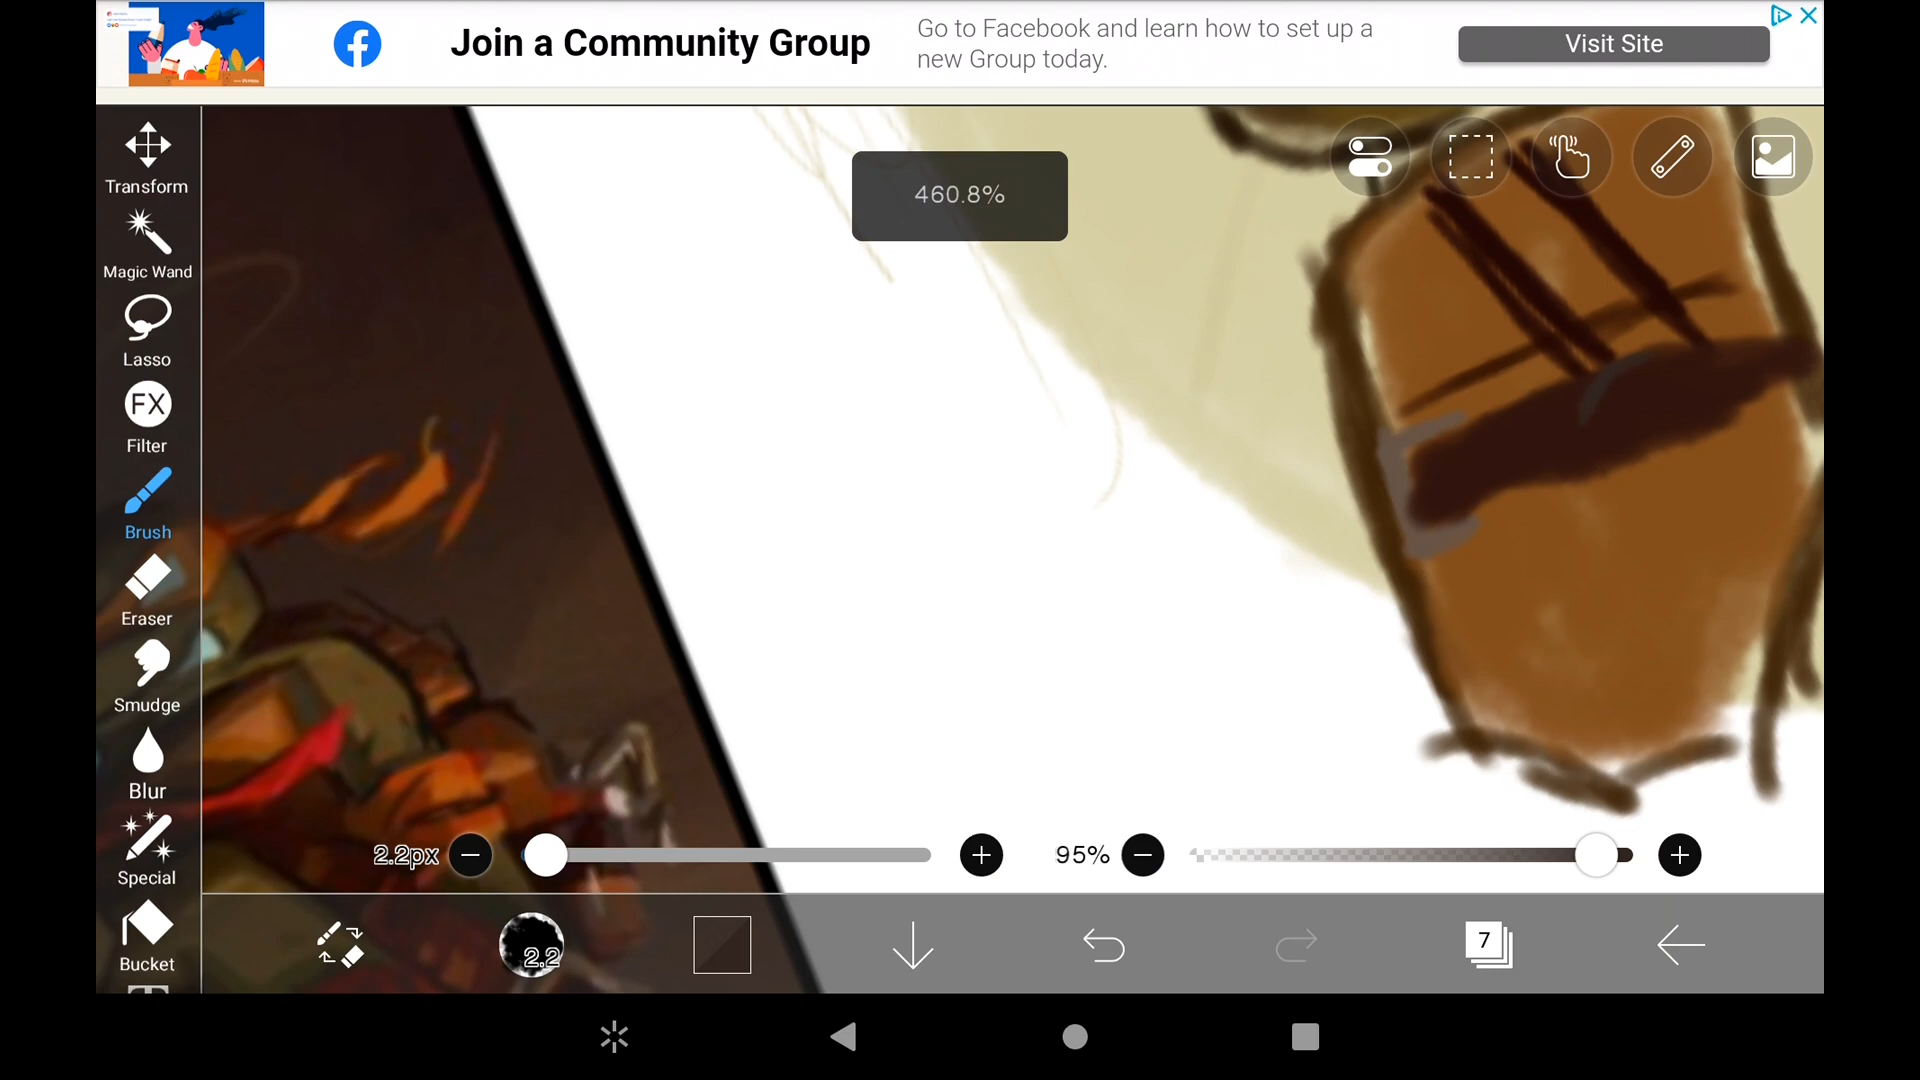 Join a Community Group
Go to Facebook and learn how to set up a
new Group today.
Visit Site
460.8%
Transform
Magic Wand
Lasso
FX
Filter
Brush
Eraser
Smudge
Blur
Special
Bucket
2.2px
95%
2.2
7